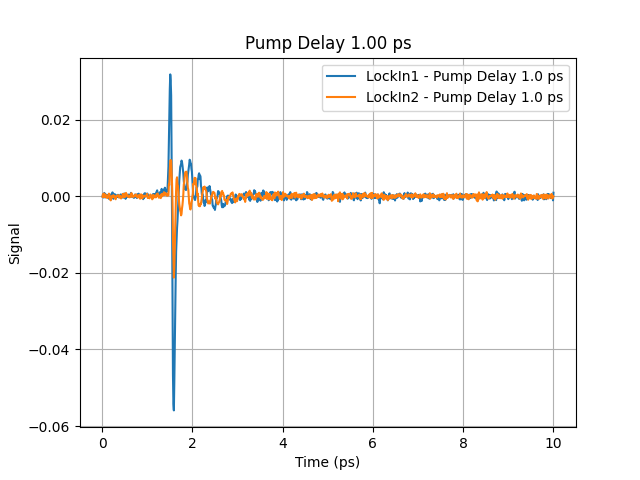 Pump Delay 1.00 ps
LockIn1 - Pump Delay 1.0 ps
LockIn2 - Pump Delay 1.0 ps
Signal
0.02
0.00
−0.02
−0.04
−0.06
0 2 4 6 8 10
Time (ps)